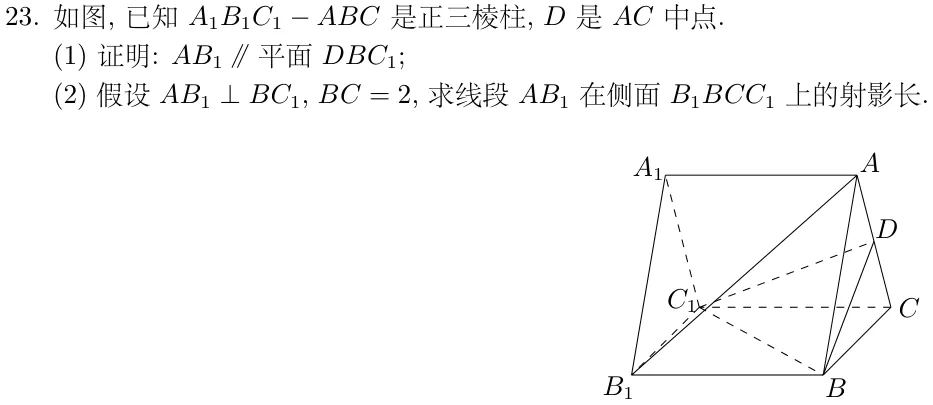 23. 如图, 已知 A₁B₁C₁ − ABC 是正三棱柱, D 是 AC 中点.
(1) 证明: AB₁ ⫽ 平面 DBC₁;
(2) 假设 AB₁ ⊥ BC₁, BC = 2, 求线段 AB₁ 在侧面 B₁BCC₁ 上的射影长.
A₁ A
D
C₁ C
B₁ B